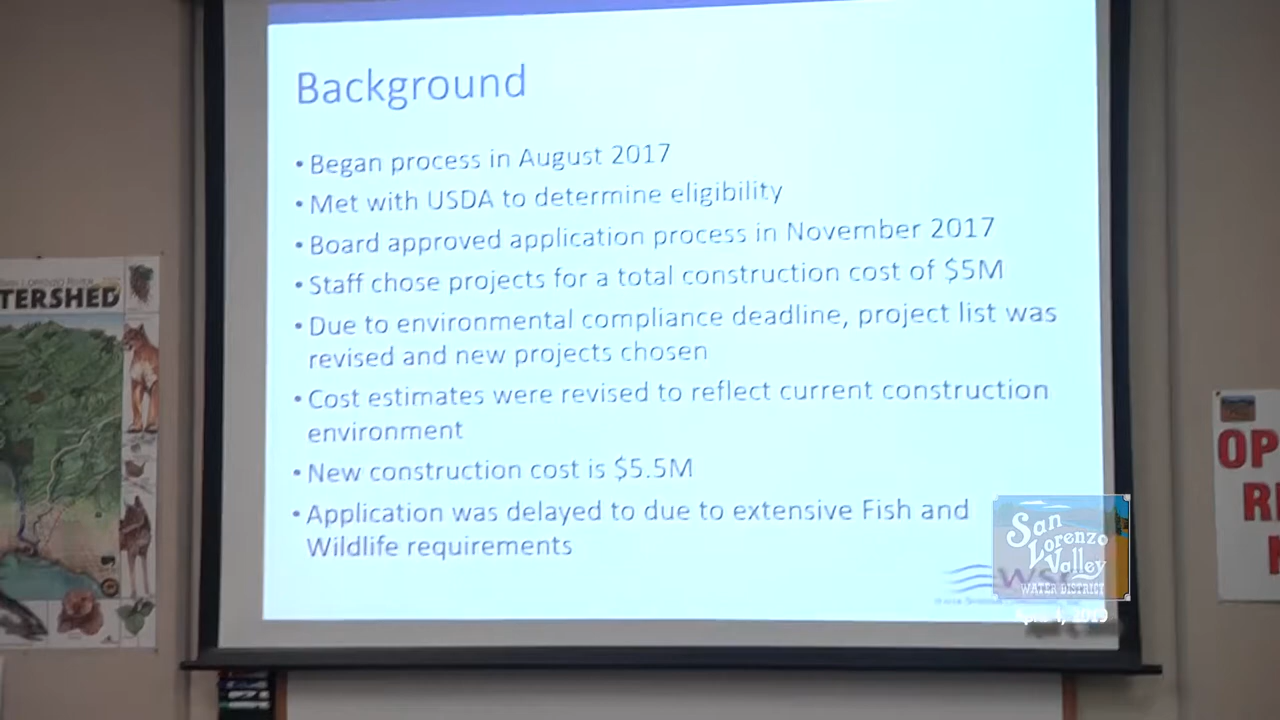 Background
• Began process in August 2017
• Met with USDA to determine eligibility
• Board approved application process in November 2017
• Staff chose projects for a total construction cost of $5M
• Due to environmental compliance deadline, project list was
revised and new projects chosen
• Cost estimates were revised to reflect current construction
environment
• New construction cost is $5.5M
• Application was delayed to due to extensive Fish and
Wildlife requirements
TERSHED
OP
San
Lorenzo
Valley
WATER DISTRICT
April 4, 2019